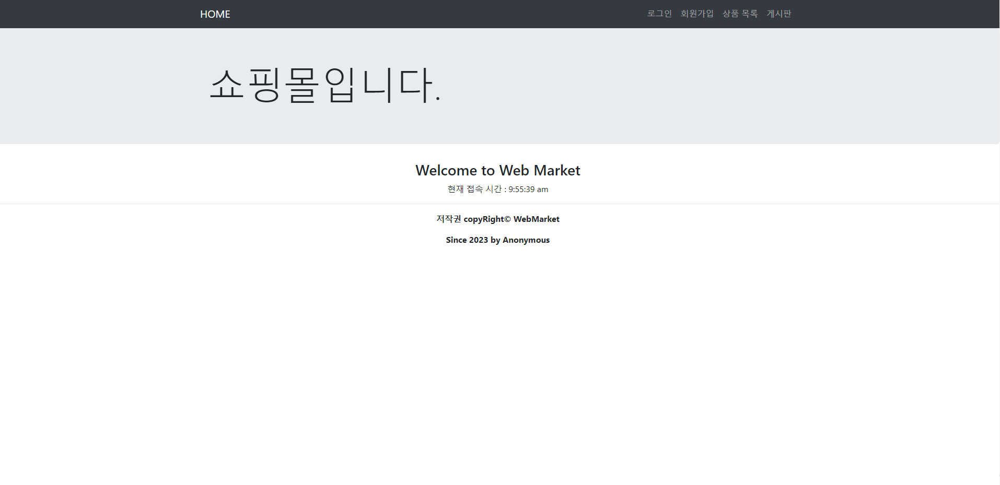 HOME 로그인 회원가입 상품 목록 게시판
쇼핑몰입니다.
Welcome to Web Market
현재 접속 시간 : 9:55:39 am
저작권 copyRight© WebMarket
Since 2023 by Anonymous